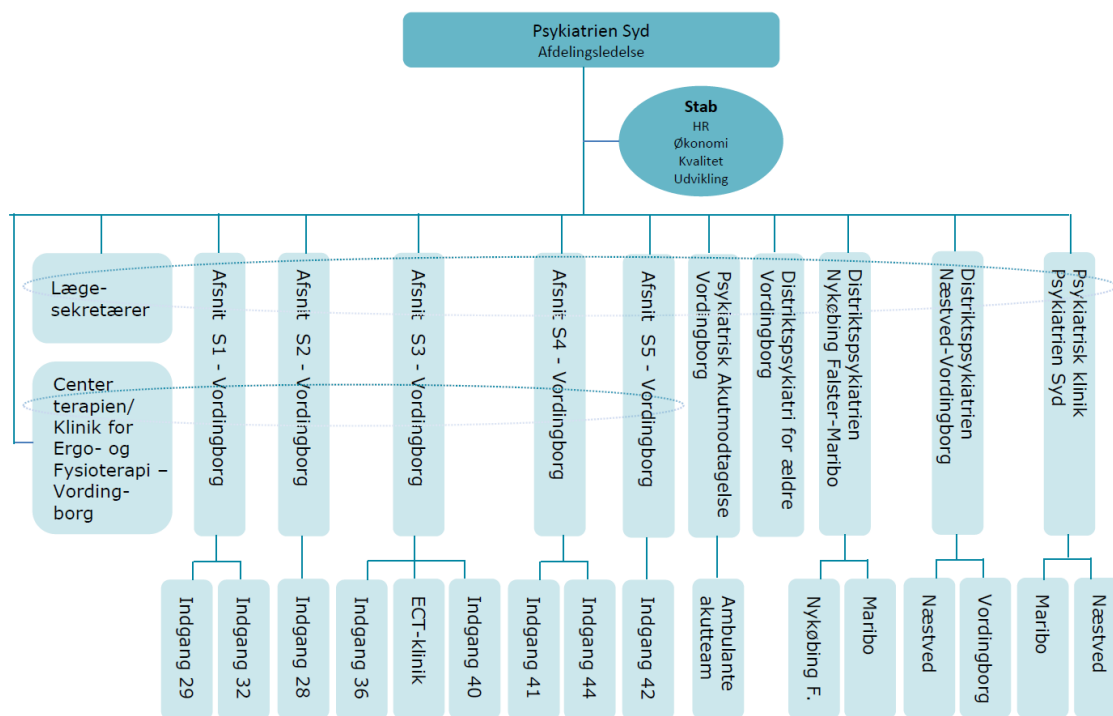 Psykiatrien Syd
Afdelingsledelse
Stab
HR
Økonomi
Kvalitet
Udvikling
Læge-
sekretærer
Center
terapien/
Klinik for
Ergo- og
Fysioterapi –
Vording-
borg
Afsnit S1 - Vordingborg
Afsnit S2 - Vordingborg
Afsnit S3 - Vordingborg
Afsnit S4 - Vordingborg
Afsnit S5 - Vordingborg
Psykiatrisk Akutmodtagelse
Vordingborg
Distriktspsykiatri for ældre
Vordingborg
Distriktspsykiatrien
Nykøbing Falster-Maribo
Distriktspsykiatrien
Næstved-Vordingborg
Psykiatrisk klinik
Psykiatrien Syd
Indgang 29
Indgang 32
Indgang 28
Indgang 36
ECT-klinik
Indgang 40
Indgang 41
Indgang 44
Indgang 42
Ambulante
akutteam
Nykøbing F.
Maribo
Næstved
Vordingborg
Maribo
Næstved